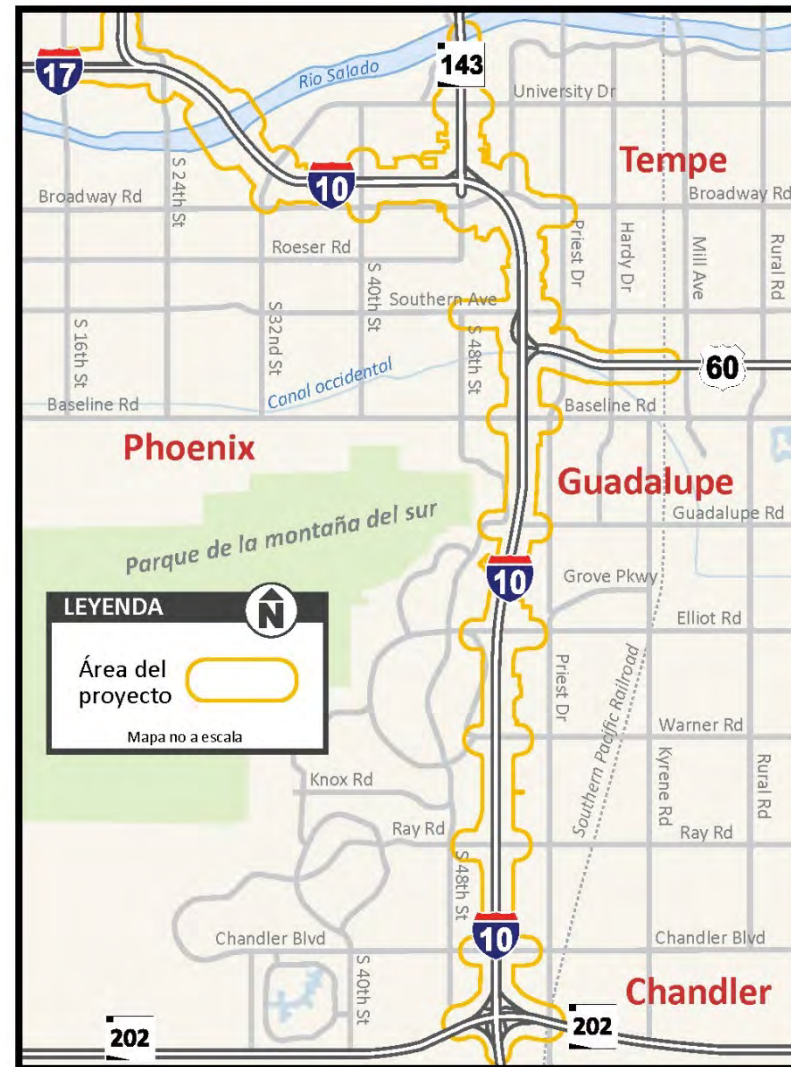 17
143
Rio Salado
University Dr
Tempe
S 24th St
10
Broadway Rd
Broadway Rd
Roeser Rd
S 40th St
Priest Dr
Hardy Dr
Mill Ave
Rural Rd
Southern Ave
S 16th St
S 32nd St
S 48th St
60
Canal occidental
Baseline Rd
Baseline Rd
Phoenix
Guadalupe
Parque de la montaña del sur
Guadalupe Rd
10
Grove Pkwy
LEYENDA
N
Elliot Rd
Área del
proyecto
Mapa no a escala
Priest Dr
Southern Pacific Railroad
Warner Rd
Kyrene Rd
Rural Rd
Knox Rd
Ray Rd
Ray Rd
S 48th St
10
Chandler Blvd
Chandler Blvd
S 40th St
Chandler
202
202